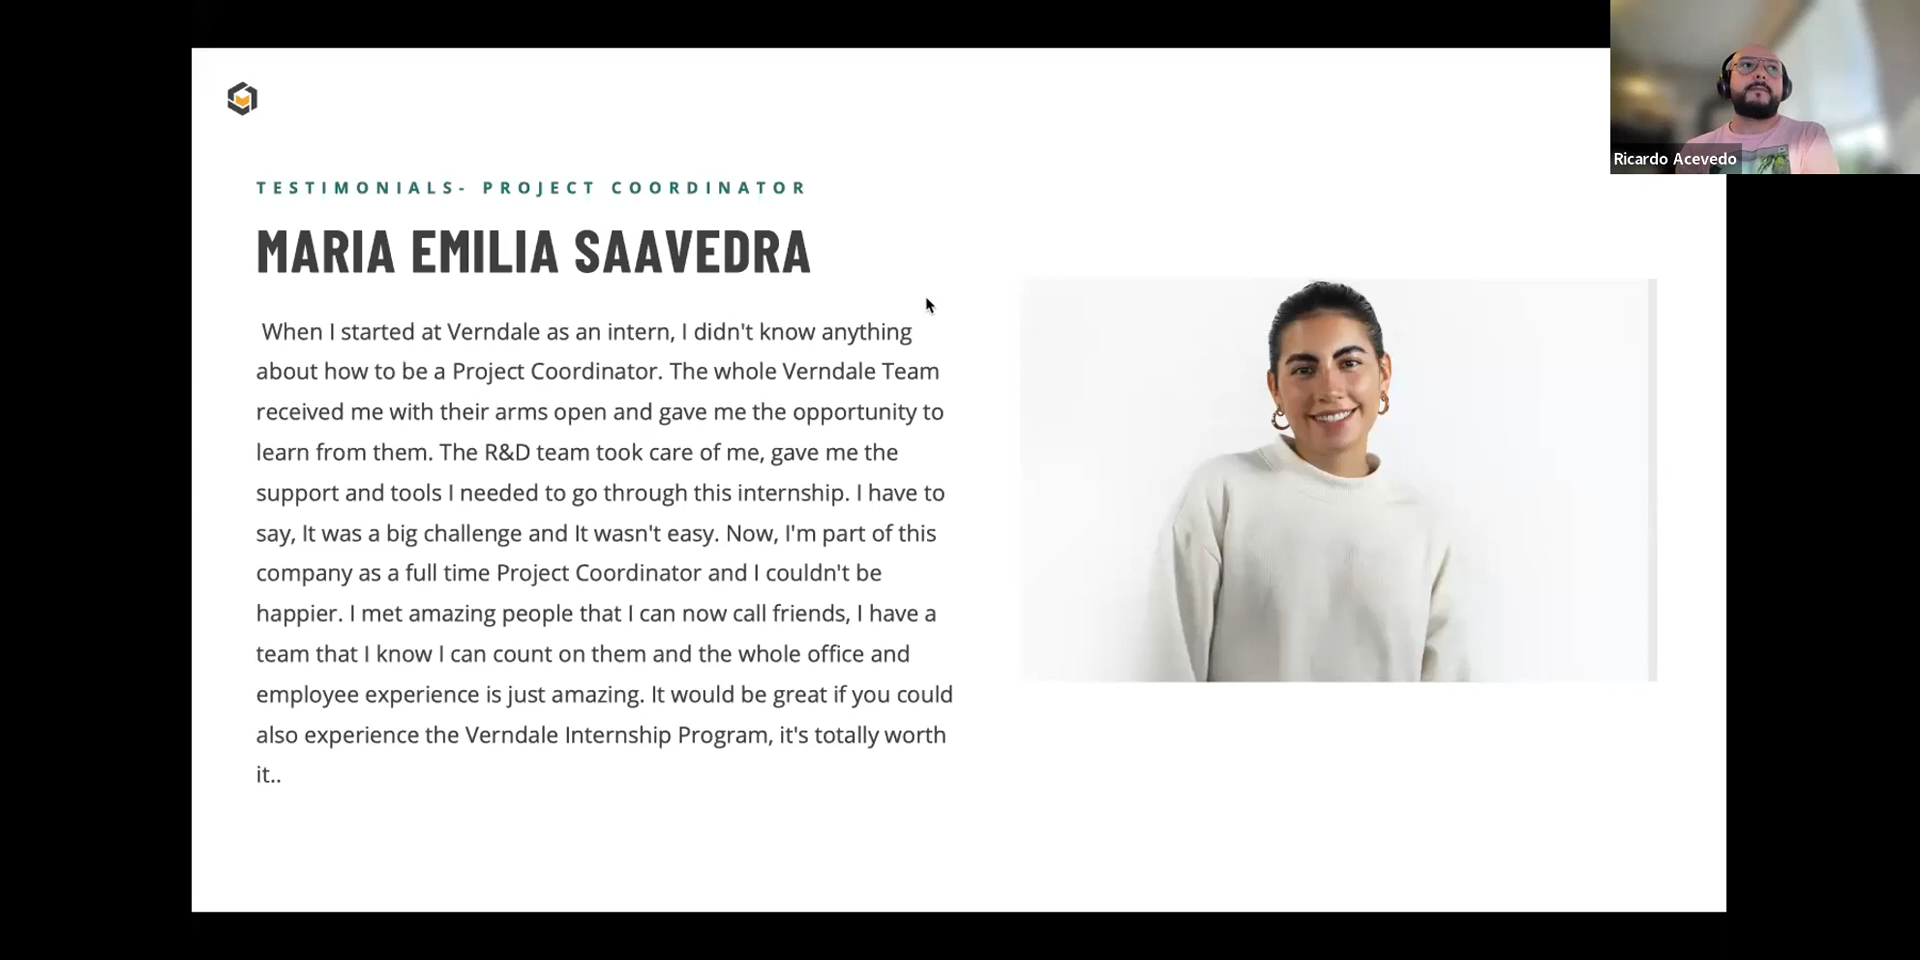 Ricardo Acevedo
TESTIMONIALS- PROJECT COORDINATOR
MARIA EMILIA SAAVEDRA
When I started at Verndale as an intern, I didn't know anything
about how to be a Project Coordinator. The whole Verndale Team
received me with their arms open and gave me the opportunity to
learn from them. The R&D team took care of me, gave me the
support and tools I needed to go through this internship. I have to
say, It was a big challenge and It wasn't easy. Now, I'm part of this
company as a full time Project Coordinator and I couldn't be
happier. I met amazing people that I can now call friends, I have a
team that I know I can count on them and the whole office and
employee experience is just amazing. It would be great if you could
also experience the Verndale Internship Program, it's totally worth
it..